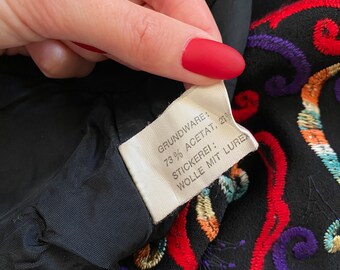 GRUNDWARE:
73% ACETAT,
STICKEREI:
WOLLE MIT LUREX